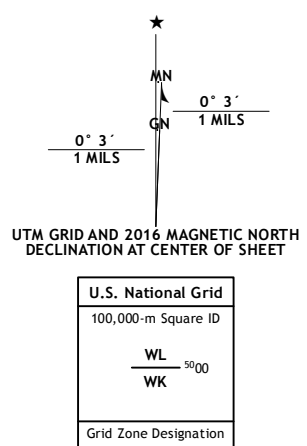 ★
MN
0° 3´
1 MILS
GN
0° 3´
1 MILS
UTM GRID AND 2016 MAGNETIC NORTH
DECLINATION AT CENTER OF SHEET
U.S. National Grid
100,000-m Square ID
WL
5000
WK
Grid Zone Designation